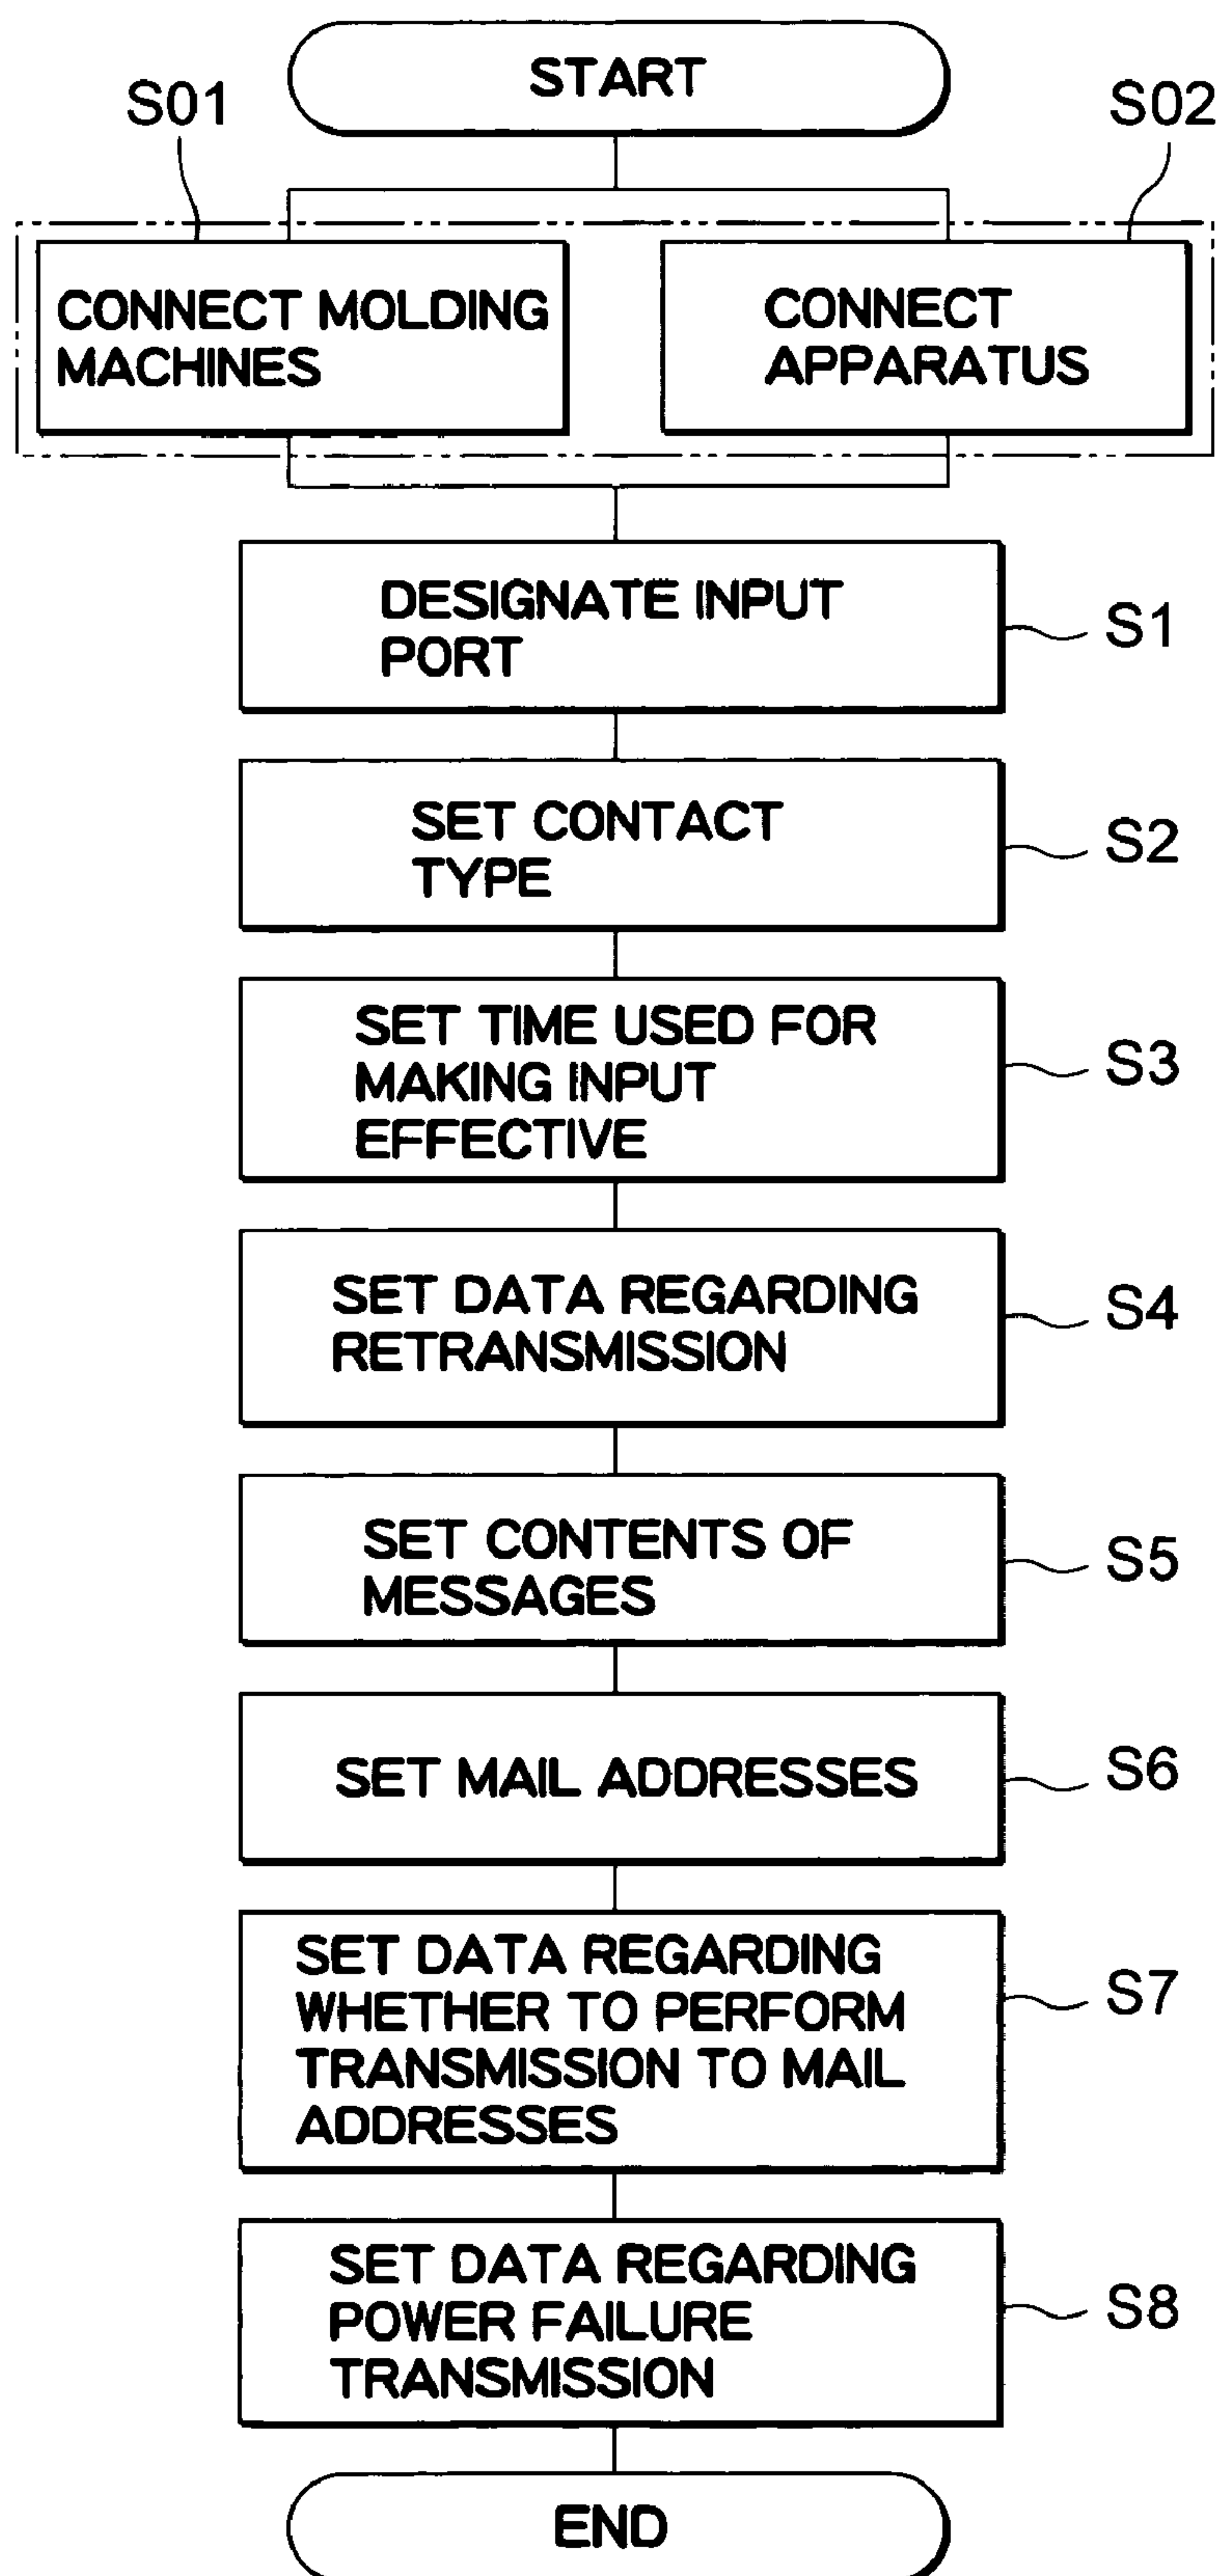 START
S01
S02
CONNECT MOLDING
MACHINES
CONNECT
APPARATUS
DESIGNATE INPUT
PORT
S1
SET CONTACT
TYPE
S2
SET TIME USED FOR
MAKING INPUT
EFFECTIVE
S3
SET DATA REGARDING
RETRANSMISSION
S4
SET CONTENTS OF
MESSAGES
S5
SET MAIL ADDRESSES
S6
SET DATA REGARDING
WHETHER TO PERFORM
TRANSMISSION TO MAIL
ADDRESSES
S7
SET DATA REGARDING
POWER FAILURE
TRANSMISSION
S8
END